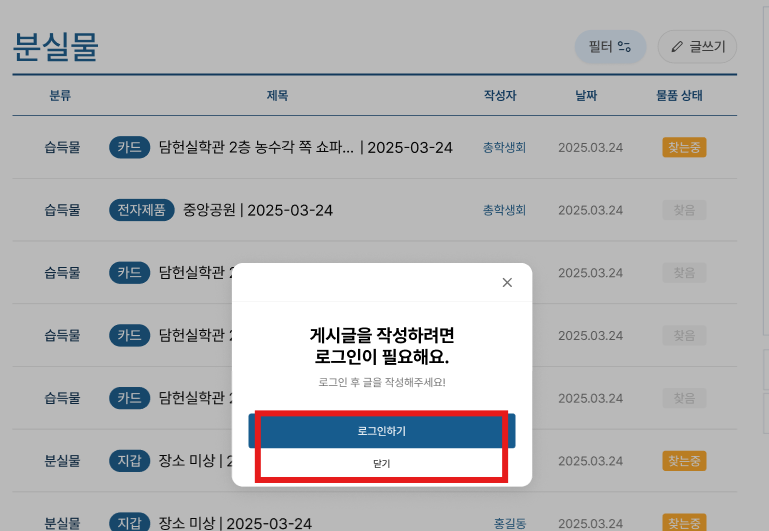 분실물
필터
글쓰기
분류 제목 작성자 날짜 물품 상태
습득물 카드 담헌실학관 2층 농수각 쪽 쇼파... | 2025-03-24 총학생회 2025.03.24 찾는중
습득물 전자제품 중앙공원 | 2025-03-24 총학생회 2025.03.24 찾음
습득물 카드 담헌실학관 2025.03.24 찾음
습득물 카드 담헌실학관 2025.03.24 찾음
습득물 카드 담헌실학관 2025.03.24 찾음
분실물 지갑 장소 미상 | 2025.03.24 찾는중
분실물 지갑 장소 미상 | 2025-03-24 홍길동 2025.03.24 찾는중
게시글을 작성하려면
로그인이 필요해요.
로그인 후 글을 작성해주세요!
로그인하기
닫기